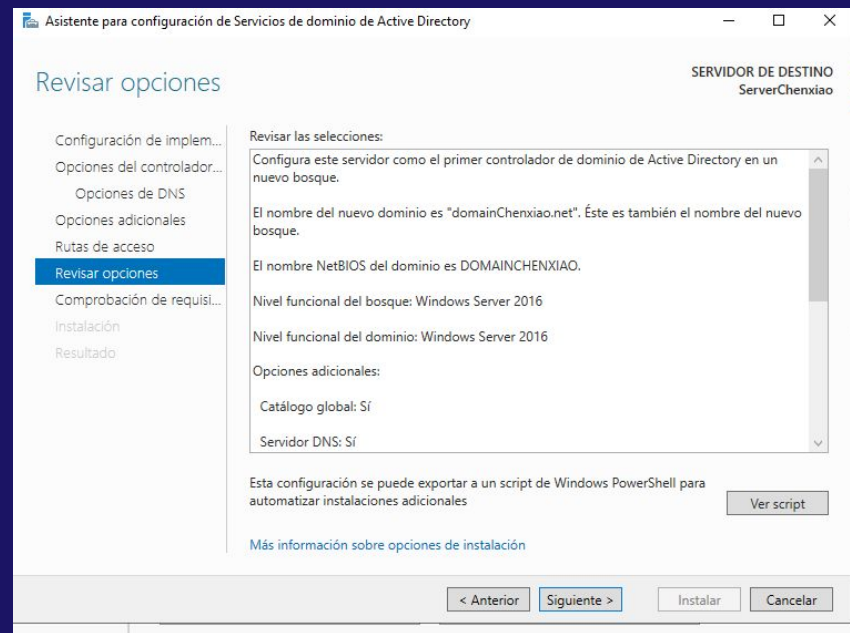 Asistente para configuración de Servicios de dominio de Active Directory
Revisar opciones
SERVIDOR DE DESTINO
ServerChenxiao
Configuración de implem...
Opciones del controlador...
Opciones de DNS
Opciones adicionales
Rutas de acceso
Revisar opciones
Comprobación de requisi...
Instalación
Resultado
Revisar las selecciones:
Configura este servidor como el primer controlador de dominio de Active Directory en un
nuevo bosque.
El nombre del nuevo dominio es "domainChenxiao.net". Éste es también el nombre del nuevo
bosque.
El nombre NetBIOS del dominio es DOMAINCHENXIAO.
Nivel funcional del bosque: Windows Server 2016
Nivel funcional del dominio: Windows Server 2016
Opciones adicionales:
Catálogo global: Sí
Servidor DNS: Sí
Esta configuración se puede exportar a un script de Windows PowerShell para
automatizar instalaciones adicionales
Ver script
Más información sobre opciones de instalación
< Anterior
Siguiente >
Instalar
Cancelar